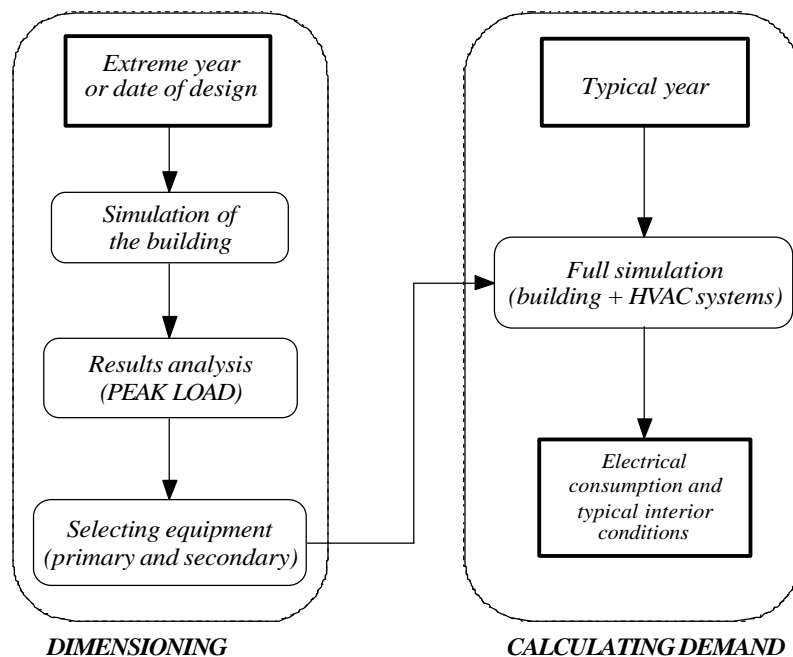 Extreme year
or date of design
Simulation of
the building
Results analysis
(PEAK LOAD)
Selecting equipment
(primary and secondary)
DIMENSIONING
Typical year
Full simulation
(building + HVAC systems)
Electrical
consumption and
typical interior
conditions
CALCULATING DEMAND